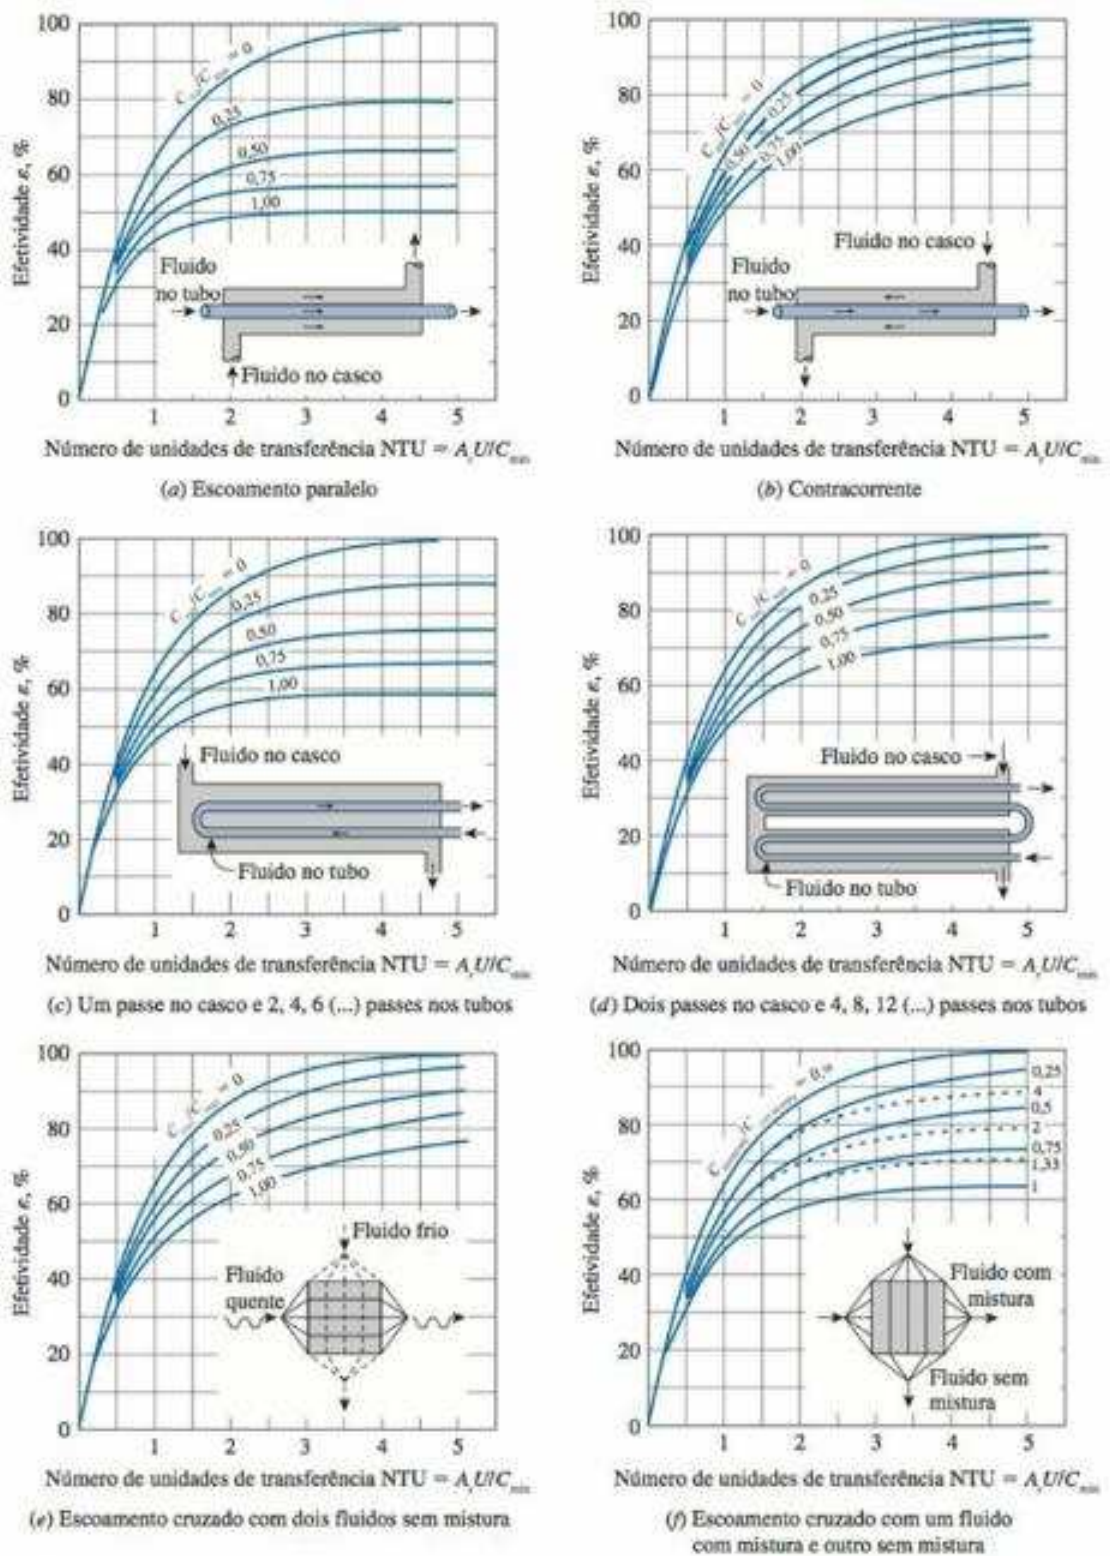 100
80
60
40
20
0
Efetividade ε, %
C_min/C_max = 0
0,25
0,50
0,75
1,00
Fluido
no tubo
Fluido no casco
1 2 3 4 5
Número de unidades de transferência NTU = A_sU/C_min
(a) Escoamento paralelo
100
80
60
40
20
0
Efetividade ε, %
C_min/C_max = 0
0,25
0,50
0,75
1,00
Fluido no casco
Fluido
no tubo
1 2 3 4 5
Número de unidades de transferência NTU = A_sU/C_min
(b) Contracorrente
100
80
60
40
20
0
Efetividade ε, %
C_min/C_max = 0
0,25
0,50
0,75
1,00
Fluido no casco
Fluido no tubo
1 2 3 4 5
Número de unidades de transferência NTU = A_sU/C_min
(c) Um passe no casco e 2, 4, 6 (...) passes nos tubos
100
80
60
40
20
0
Efetividade ε, %
C_min/C_max = 0
0,25
0,50
0,75
1,00
Fluido no casco
Fluido no tubo
1 2 3 4 5
Número de unidades de transferência NTU = A_sU/C_min
(d) Dois passes no casco e 4, 8, 12 (...) passes nos tubos
100
80
60
40
20
0
Efetividade ε, %
C_min/C_max = 0
0,25
0,50
0,75
1,00
Fluido frio
Fluido
quente
1 2 3 4 5
Número de unidades de transferência NTU = A_sU/C_min
(e) Escoamento cruzado com dois fluidos sem mistura
100
80
60
40
20
0
Efetividade ε, %
0,25
4
0,5
2
0,75
1,33
1
Fluido com
mistura
Fluido sem
mistura
1 2 3 4 5
Número de unidades de transferência NTU = A_sU/C_min
(f) Escoamento cruzado com um fluido
com mistura e outro sem mistura